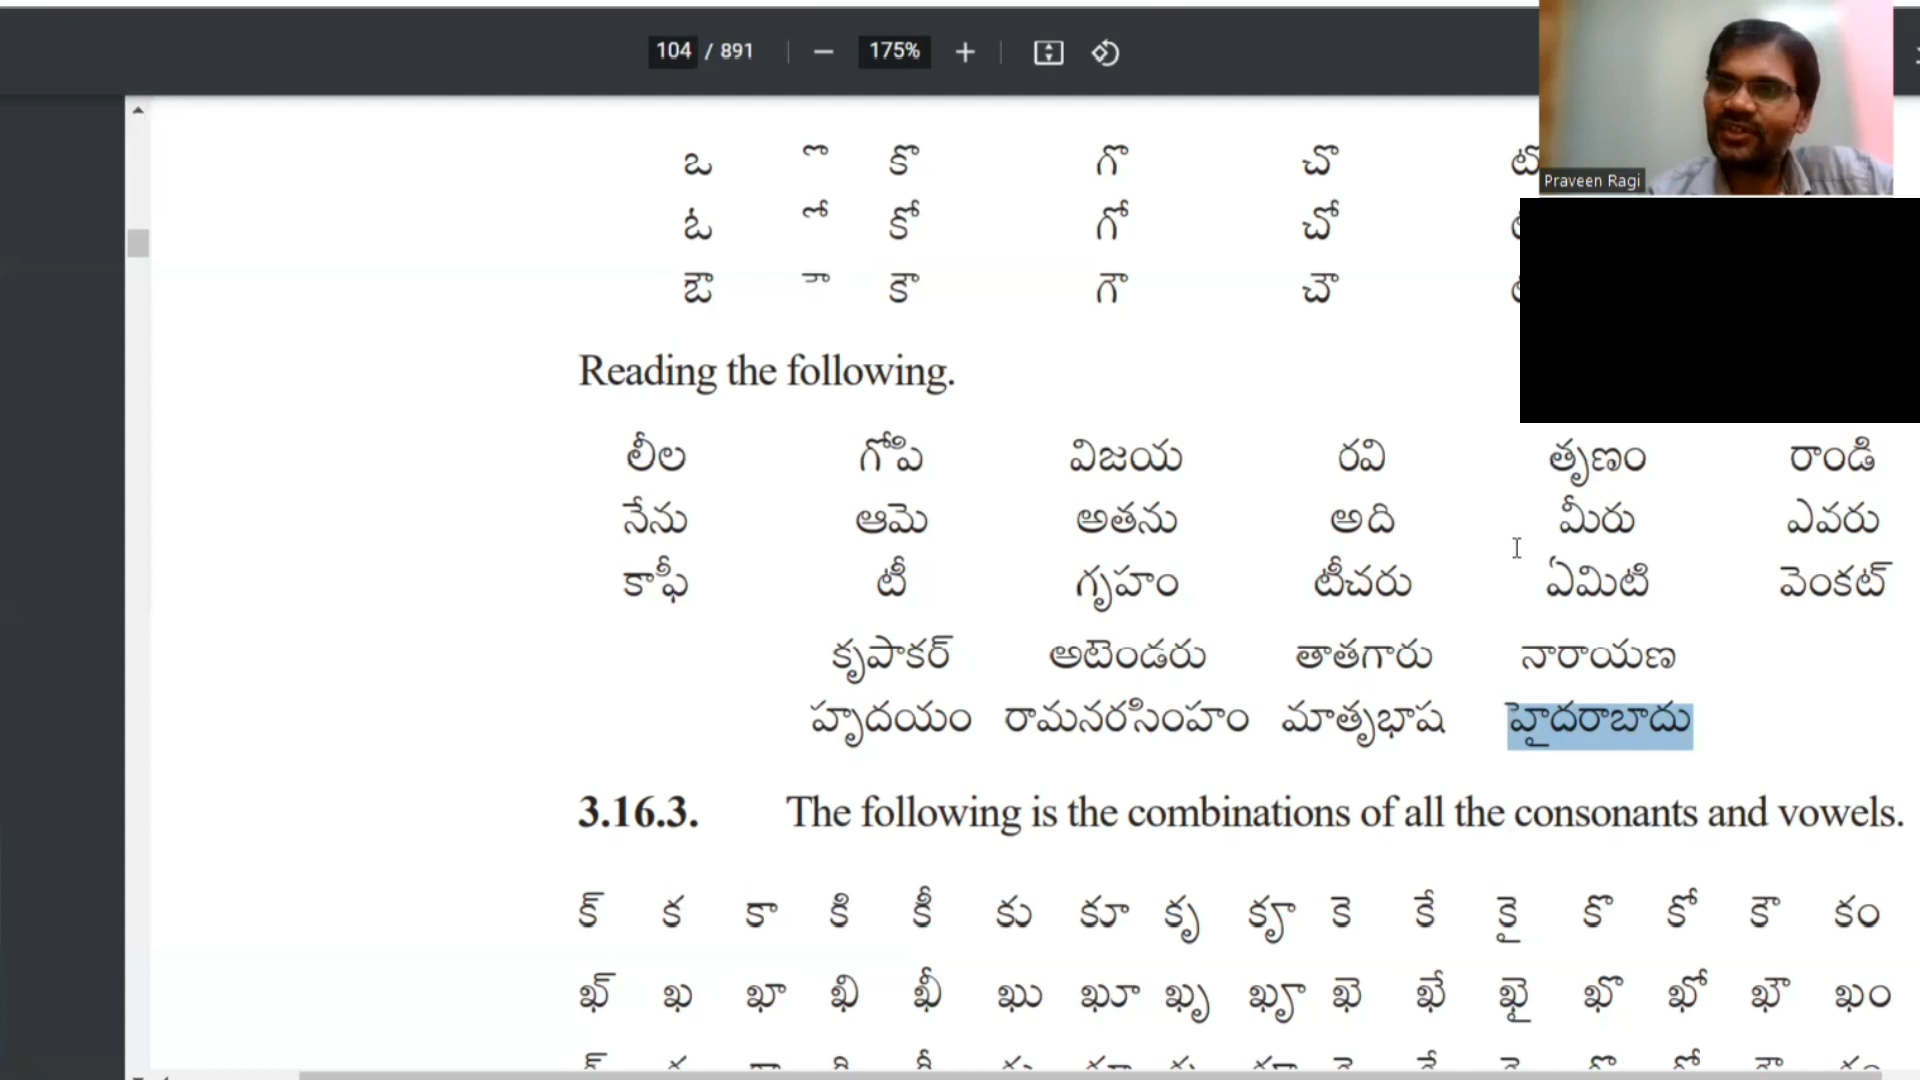 104 / 891 − 175% +
ఒ ొ కొ గొ చొ
Praveen Ragi
ఓ ో కో గో చో
ఔ ౌ కౌ గౌ చౌ
Reading the following.
లీల గోపి విజయ రవి తృణం రాండి
నేను ఆమె అతను అది మీరు ఎవరు
కాఫీ టీ గృహం టీచరు ఏమిటి వెంకట్
కృపాకర్ అటెండరు తాతగారు నారాయణ
హృదయం రామనరసింహం మాతృభాష హైదరాబాదు
3.16.3. The following is the combinations of all the consonants and vowels.
క్ క కా కి కీ కు కూ కృ కౄ కె కే కై కొ కో కౌ కం
ఖ్ ఖ ఖా ఖి ఖీ ఖు ఖూ ఖృ ఖౄ ఖె ఖే ఖై ఖొ ఖో ఖౌ ఖం